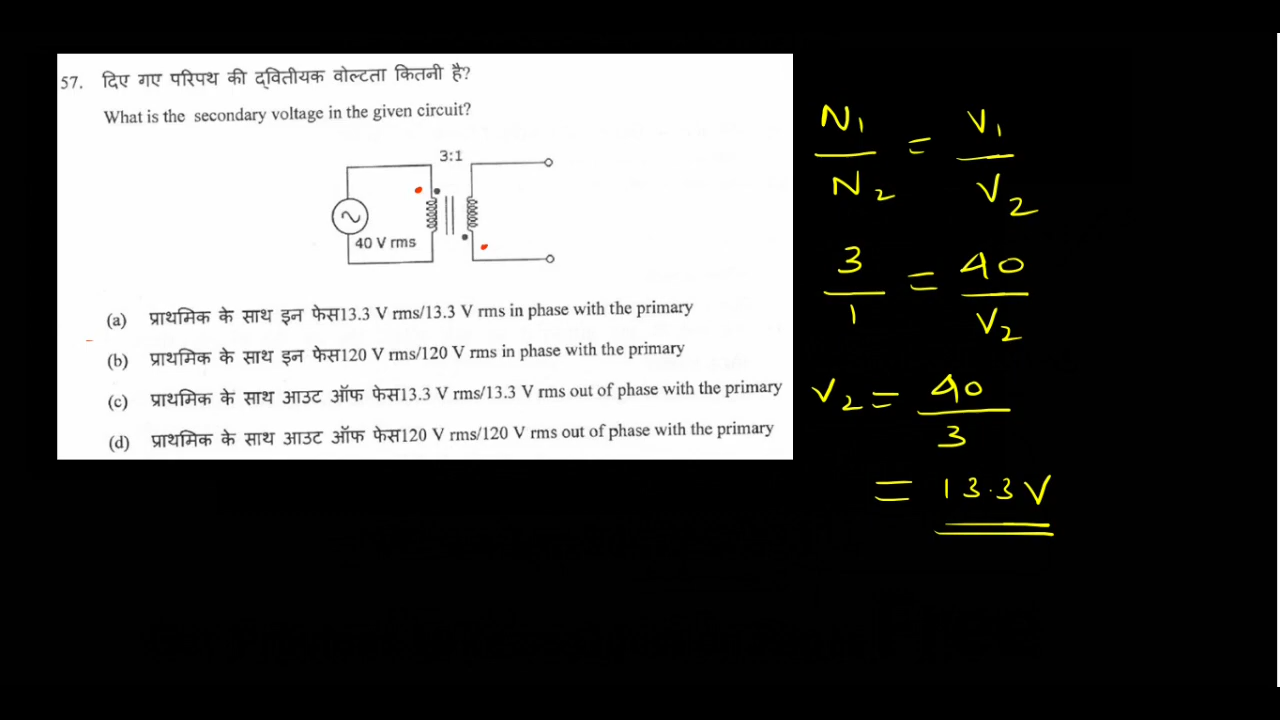 57. दिए गए परिपथ की द्वितीयक वोल्टता कितनी है?
What is the secondary voltage in the given circuit?
3:1
40 V rms
(a) प्राथमिक के साथ इन फेस13.3 V rms/13.3 V rms in phase with the primary
(b) प्राथमिक के साथ इन फेस120 V rms/120 V rms in phase with the primary
(c) प्राथमिक के साथ आउट ऑफ फेस13.3 V rms/13.3 V rms out of phase with the primary
(d) प्राथमिक के साथ आउट ऑफ फेस120 V rms/120 V rms out of phase with the primary
N1/N2 = V1/V2
3/1 = 40/V2
V2 = 40/3
= 13.3 V